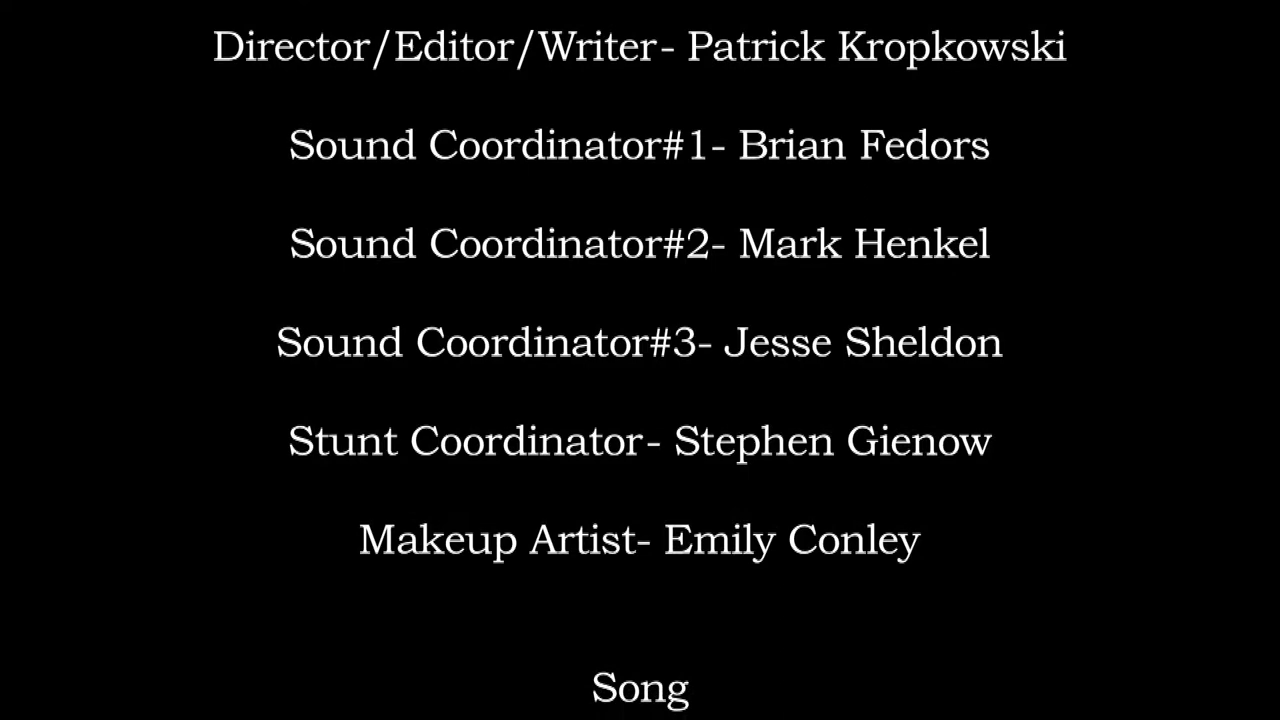 Director/Editor/Writer- Patrick Kropkowski
Sound Coordinator#1- Brian Fedors
Sound Coordinator#2- Mark Henkel
Sound Coordinator#3- Jesse Sheldon
Stunt Coordinator- Stephen Gienow
Makeup Artist- Emily Conley
Song